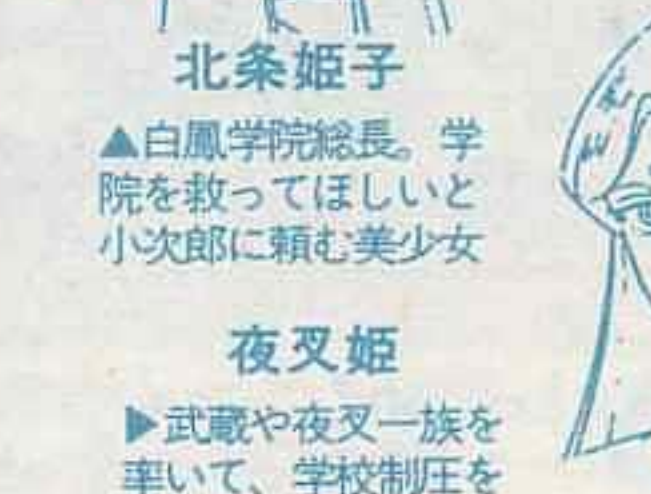 北条姫子
▲白鳳学院総長。学
院を救ってほしいと
小次郎に頼む美少女
夜叉姫
▶武蔵や夜叉一族を
率いて、学校制圧を